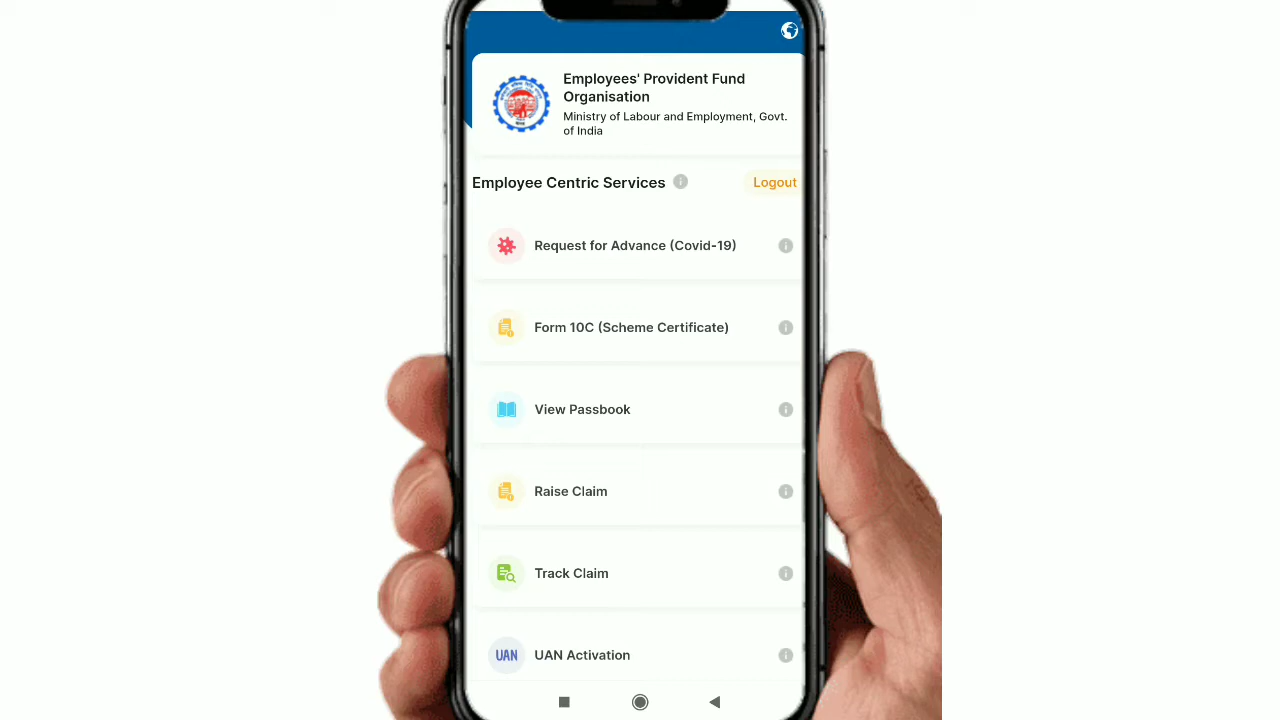 Employees' Provident Fund
Organisation
Ministry of Labour and Employment, Govt.
of India
Employee Centric Services
Logout
Request for Advance (Covid-19)
Form 10C (Scheme Certificate)
View Passbook
Raise Claim
Track Claim
UAN
UAN Activation